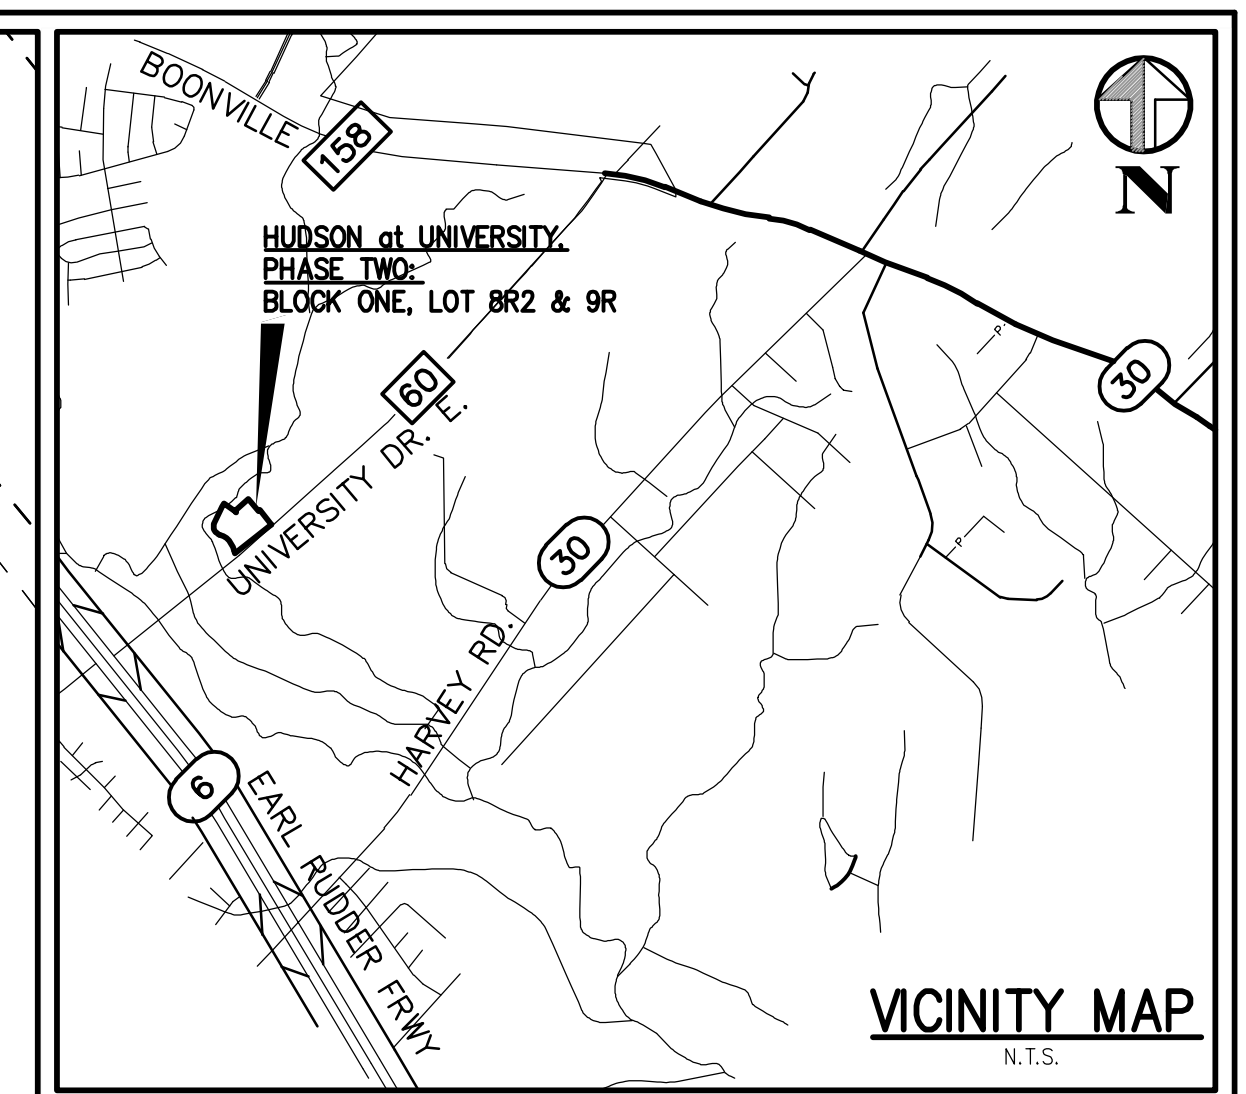 BOONVILLE
158
N
HUDSON at UNIVERSITY,
PHASE TWO:
BLOCK ONE, LOT 8R2 & 9R
P.
30
60
UNIVERSITY DR. E.
P.
30
HARVEY RD.
6
EARL RUDDER FRWY
VICINITY MAP
N.T.S.